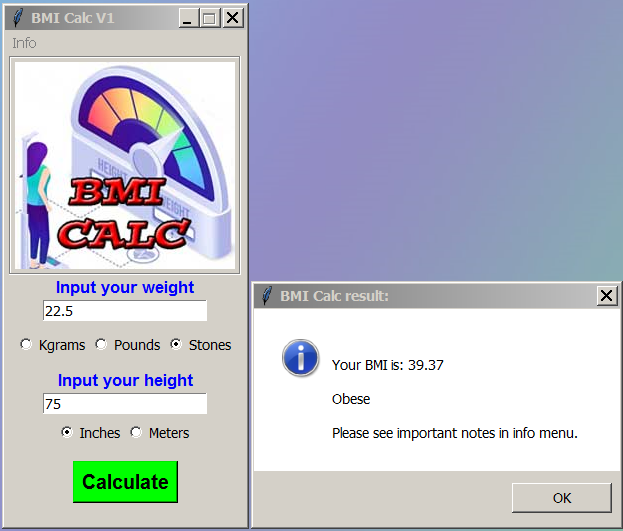 BMI Calc V1
Info
HEIGHT
WEIGHT
BMI
CALC
Input your weight
22.5
Kgrams Pounds Stones
Input your height
75
Inches Meters
Calculate
BMI Calc result:
Your BMI is: 39.37
Obese
Please see important notes in info menu.
OK